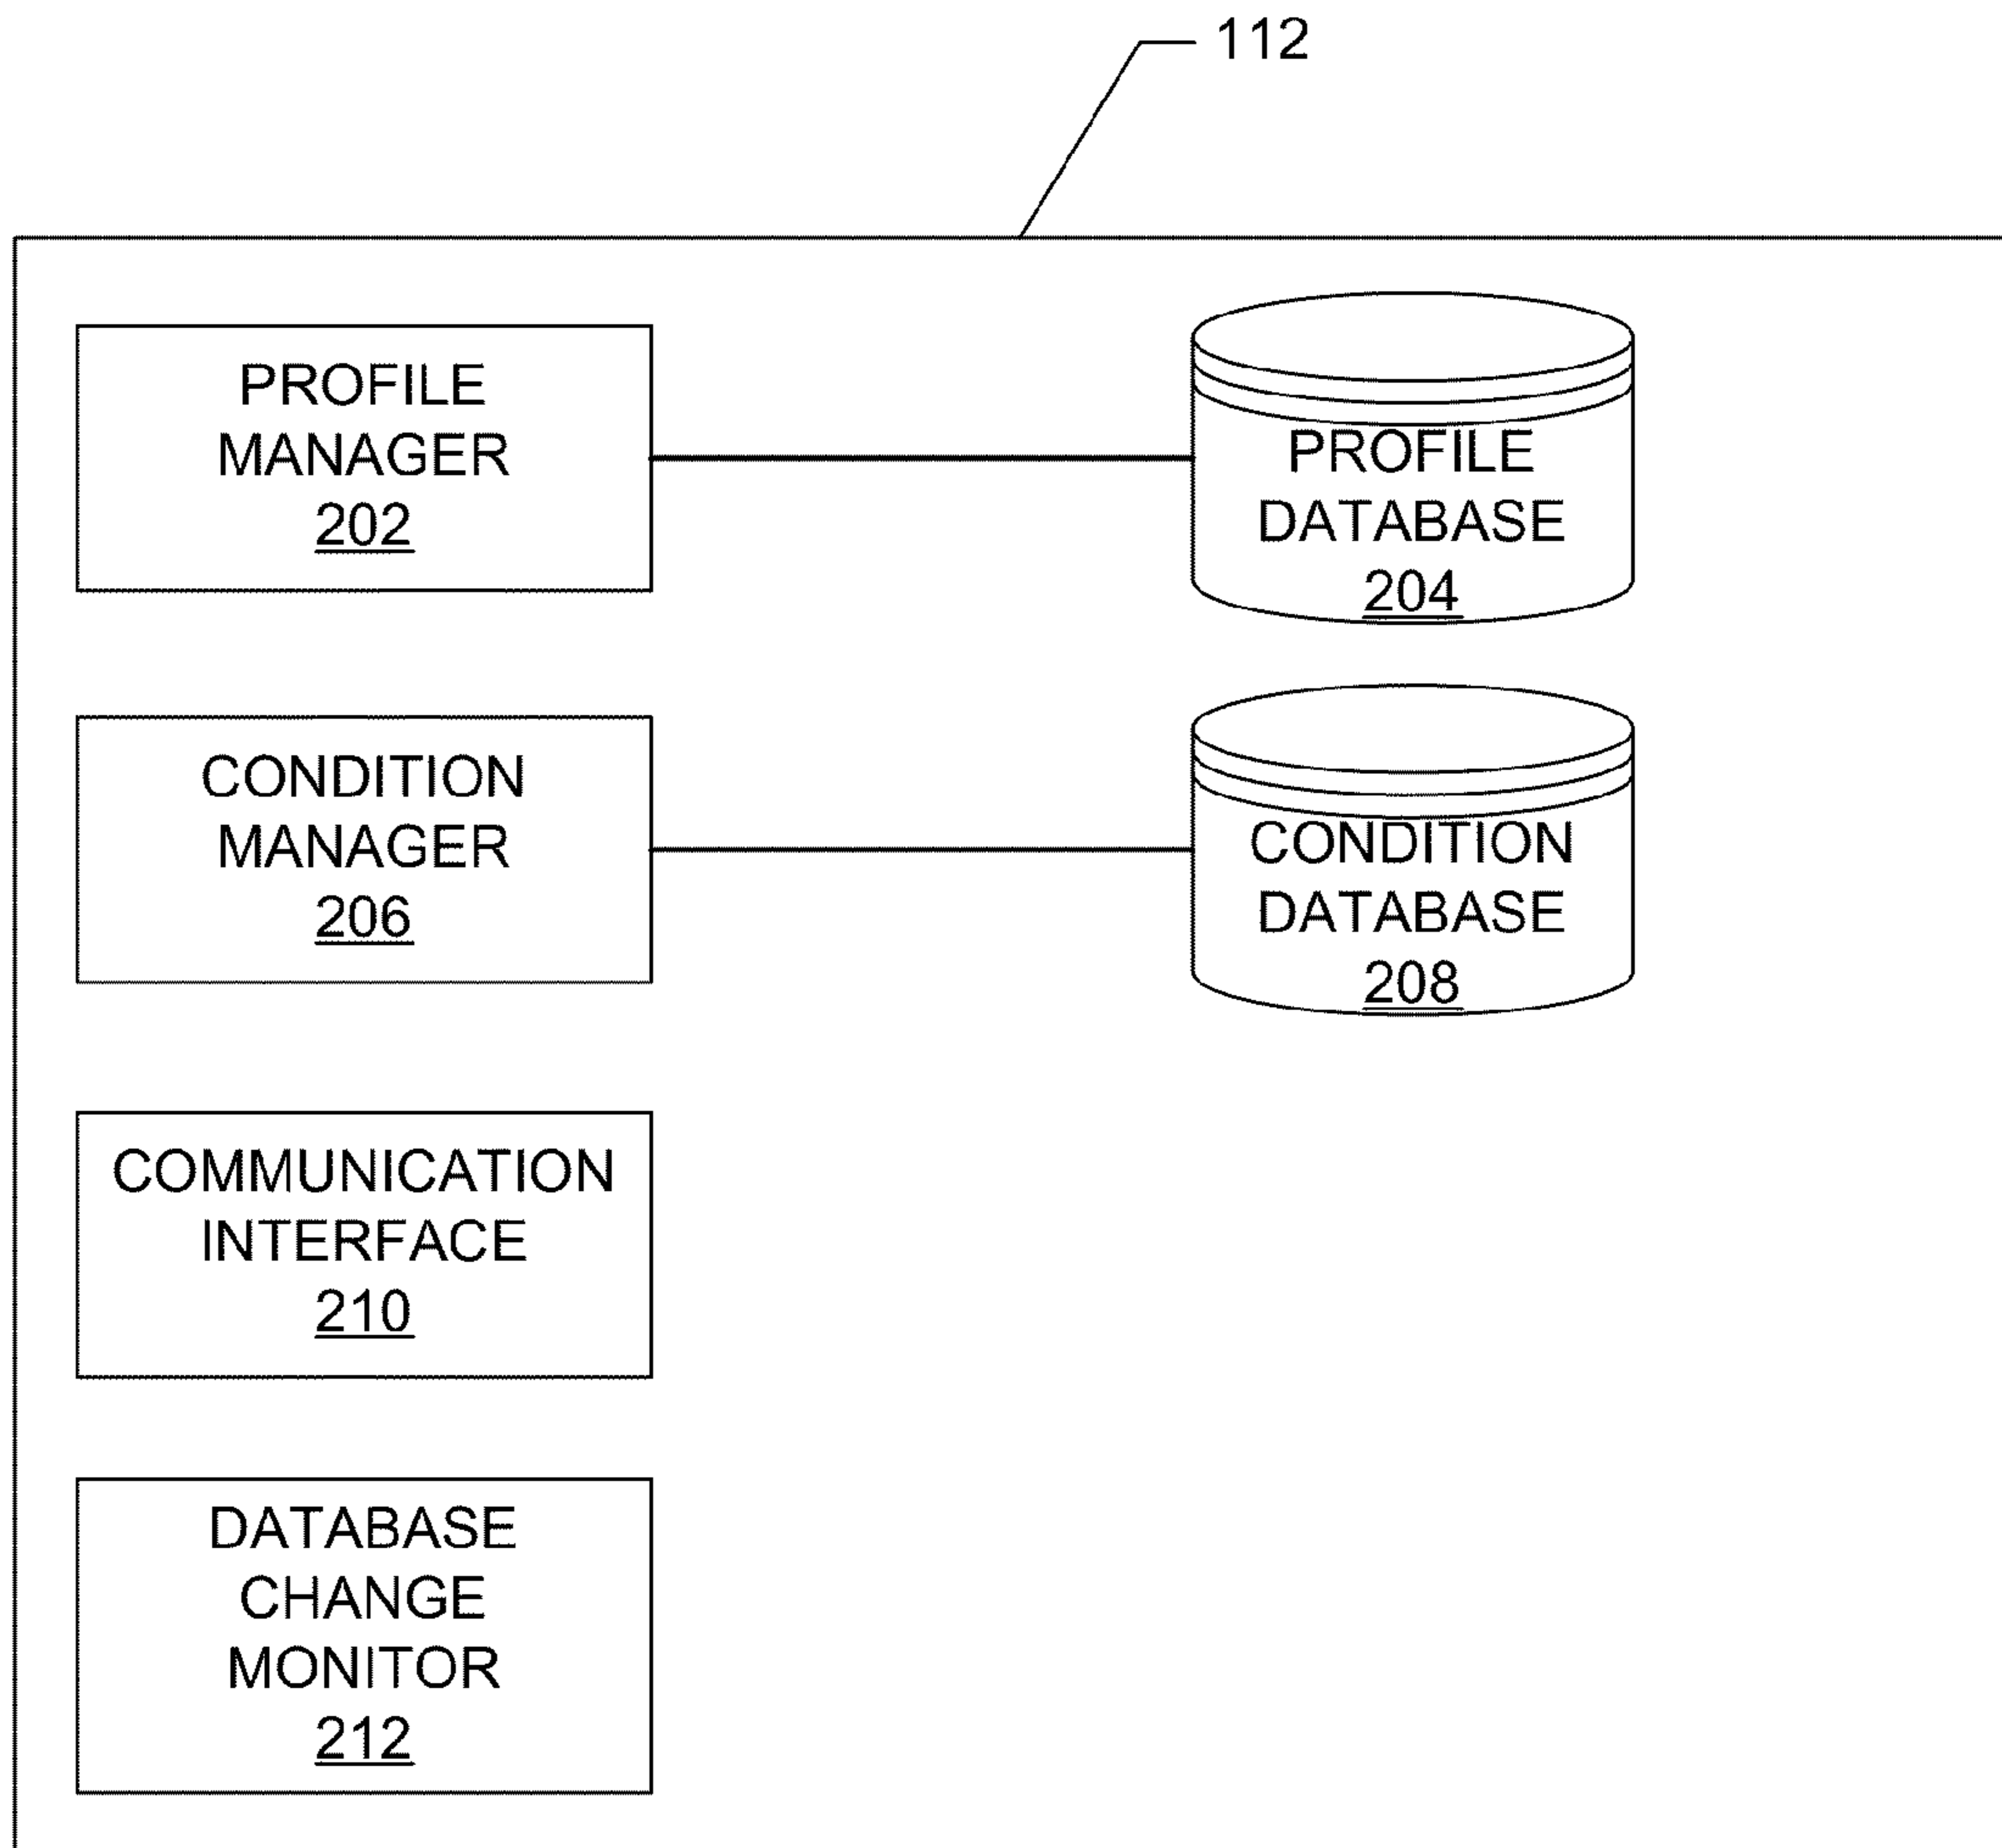 112
PROFILE
MANAGER
202
PROFILE
DATABASE
204
CONDITION
MANAGER
206
CONDITION
DATABASE
208
COMMUNICATION
INTERFACE
210
DATABASE
CHANGE
MONITOR
212